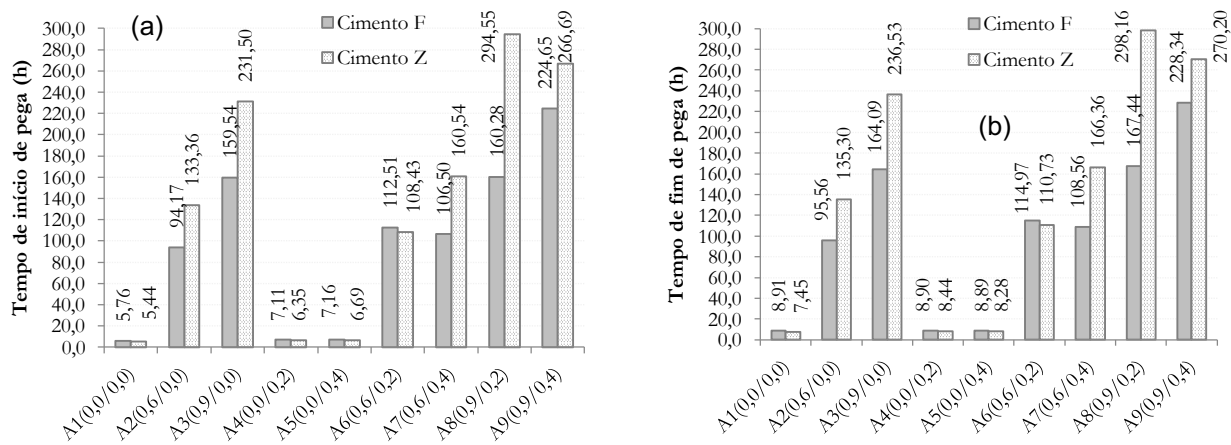 (a)
Cimento F
Cimento Z
Tempo de início de pega (h)
300,0
280,0
260,0
240,0
220,0
200,0
180,0
160,0
140,0
120,0
100,0
80,0
60,0
40,0
20,0
0,0
5,76
5,44
94,17
133,36
159,54
231,50
7,11
6,35
7,16
6,69
112,51
108,43
106,50
160,54
160,28
294,55
224,65
266,69
A1(0,0/0,0)
A2(0,6/0,0)
A3(0,9/0,0)
A4(0,0/0,2)
A5(0,0/0,4)
A6(0,6/0,2)
A7(0,6/0,4)
A8(0,9/0,2)
A9(0,9/0,4)
(b)
Cimento F
Cimento Z
Tempo de fim de pega (h)
300,0
280,0
260,0
240,0
220,0
200,0
180,0
160,0
140,0
120,0
100,0
80,0
60,0
40,0
20,0
0,0
8,91
7,45
95,56
135,30
164,09
236,53
8,90
8,44
8,89
8,28
114,97
110,73
108,56
166,36
167,44
298,16
228,34
270,20
A1(0,0/0,0)
A2(0,6/0,0)
A3(0,9/0,0)
A4(0,0/0,2)
A5(0,0/0,4)
A6(0,6/0,2)
A7(0,6/0,4)
A8(0,9/0,2)
A9(0,9/0,4)